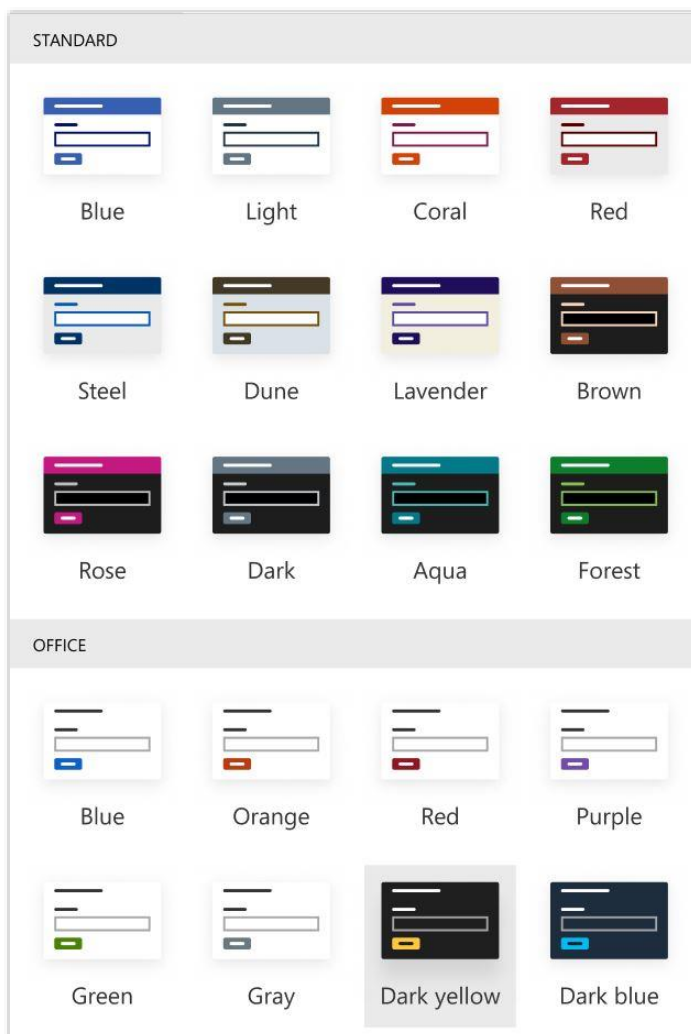 STANDARD
Blue Light Coral Red
Steel Dune Lavender Brown
Rose Dark Aqua Forest
OFFICE
Blue Orange Red Purple
Green Gray Dark yellow Dark blue